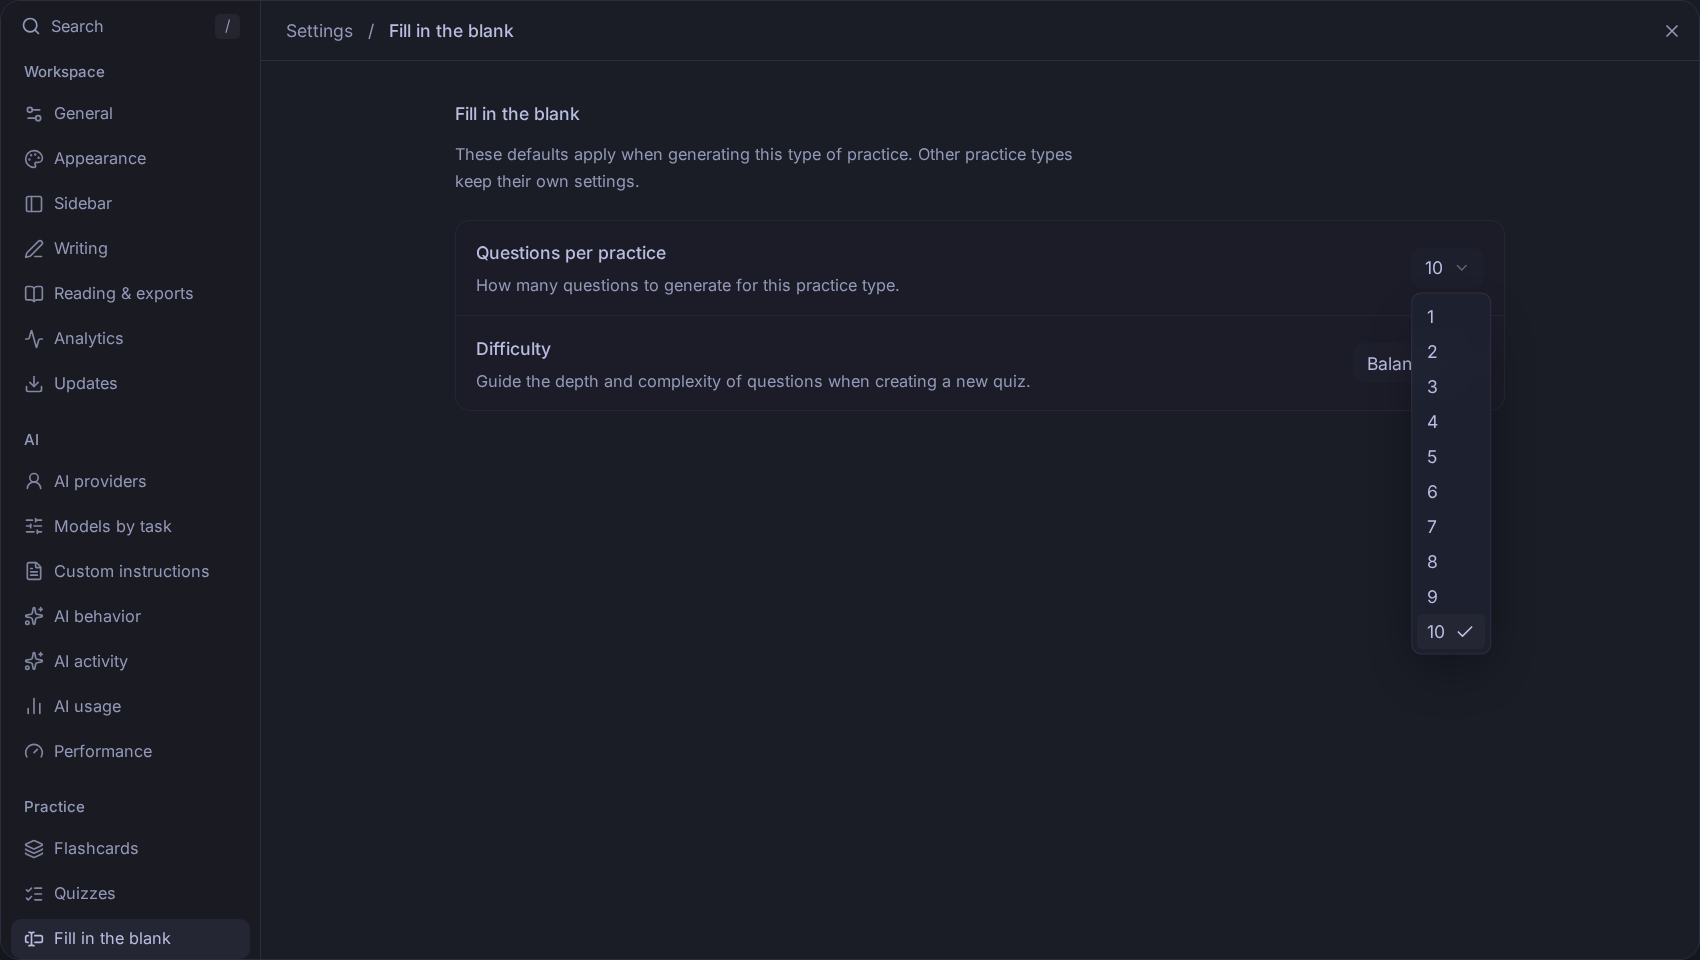 Search /
Workspace
General
Appearance
Sidebar
Writing
Reading & exports
Analytics
Updates
AI
AI providers
Models by task
Custom instructions
AI behavior
AI activity
AI usage
Performance
Practice
Flashcards
Quizzes
Fill in the blank
Settings / Fill in the blank
Fill in the blank
These defaults apply when generating this type of practice. Other practice types
keep their own settings.
Questions per practice
How many questions to generate for this practice type.
10
Difficulty
Guide the depth and complexity of questions when creating a new quiz.
Balan
1
2
3
4
5
6
7
8
9
10